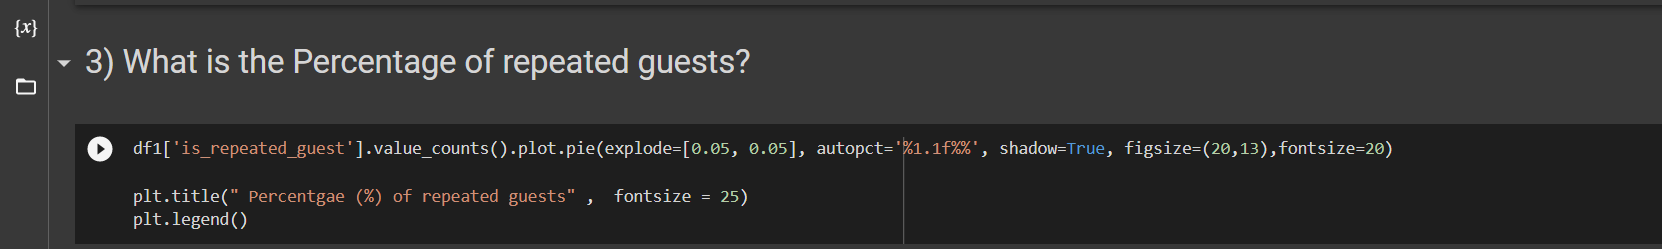 {x}
3) What is the Percentage of repeated guests?
df1['is_repeated_guest'].value_counts().plot.pie(explode=[0.05, 0.05], autopct='%1.1f%%', shadow=True, figsize=(20,13),fontsize=20)
plt.title(" Percentgae (%) of repeated guests" ,  fontsize = 25)
plt.legend()